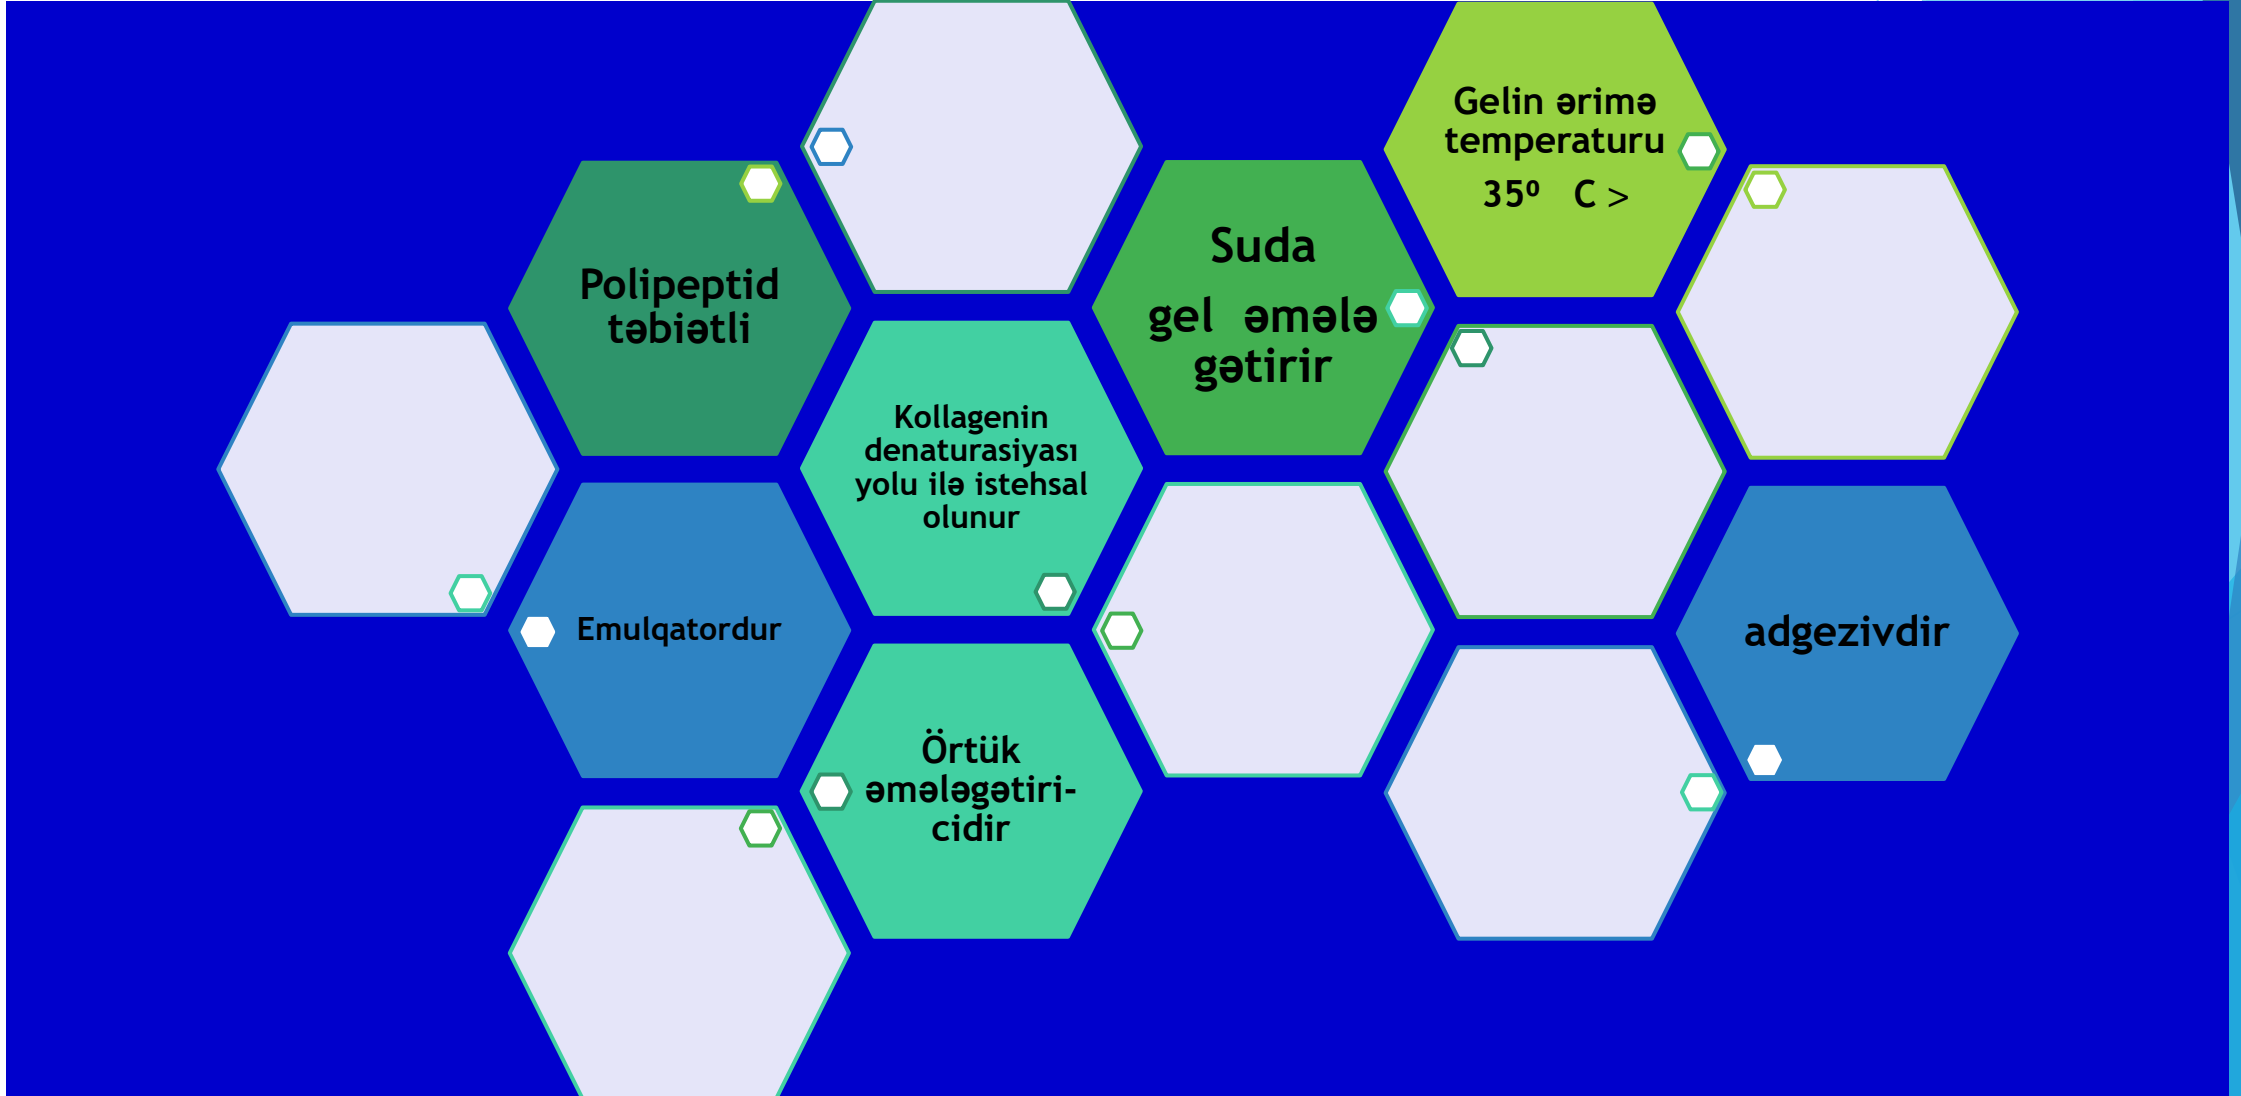 Polipeptid
təbiətli
Emulqatordur
Kollagenin
denaturasiyası
yolu ilə istehsal
olunur
Örtük
əmələgətiri-
cidir
Suda
gel əmələ
gətirir
Gelin ərimə
temperaturu
35⁰ C >
adgezivdir